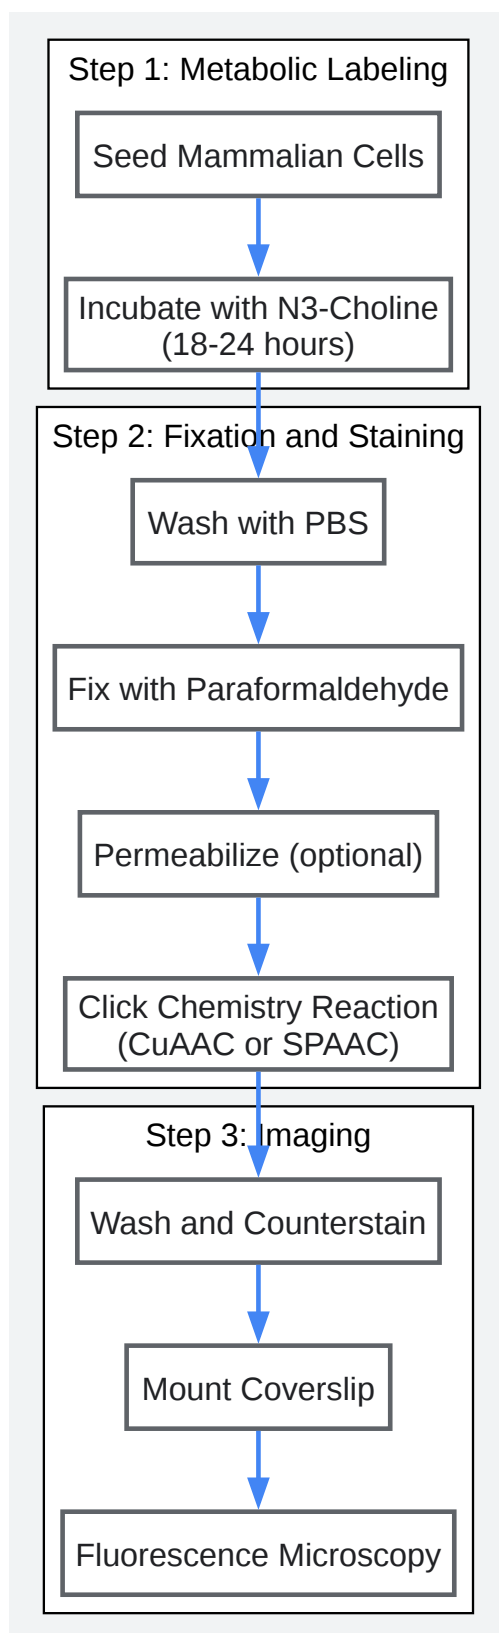 Step 1: Metabolic Labeling
Seed Mammalian Cells
Incubate with N3-Choline
(18-24 hours)
Step 2: Fixation and Staining
Wash with PBS
Fix with Paraformaldehyde
Permeabilize (optional)
Click Chemistry Reaction
(CuAAC or SPAAC)
Step 3: Imaging
Wash and Counterstain
Mount Coverslip
Fluorescence Microscopy